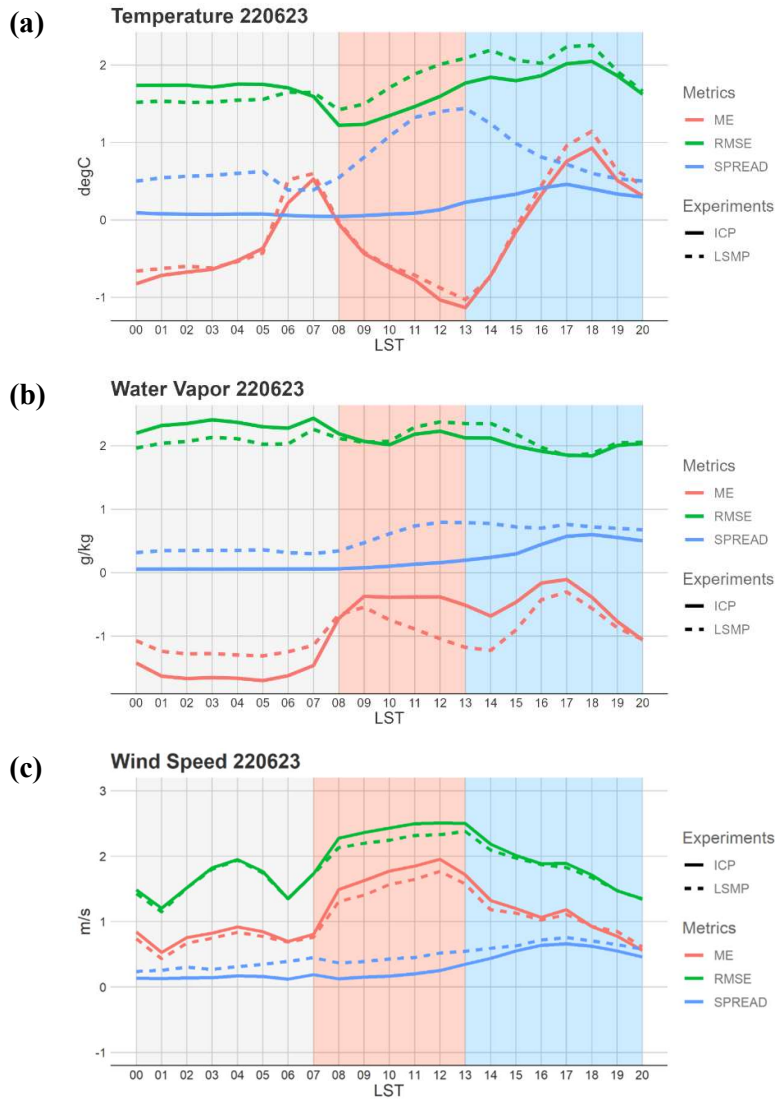 (a)
Temperature 220623
2
1
0
-1
degC
00 01 02 03 04 05 06 07 08 09 10 11 12 13 14 15 16 17 18 19 20
LST
Metrics
ME
RMSE
SPREAD
Experiments
ICP
LSMP
(b)
Water Vapor 220623
2
1
0
-1
g/kg
00 01 02 03 04 05 06 07 08 09 10 11 12 13 14 15 16 17 18 19 20
LST
Metrics
ME
RMSE
SPREAD
Experiments
ICP
LSMP
(c)
Wind Speed 220623
3
2
1
0
-1
m/s
00 01 02 03 04 05 06 07 08 09 10 11 12 13 14 15 16 17 18 19 20
LST
Experiments
ICP
LSMP
Metrics
ME
RMSE
SPREAD